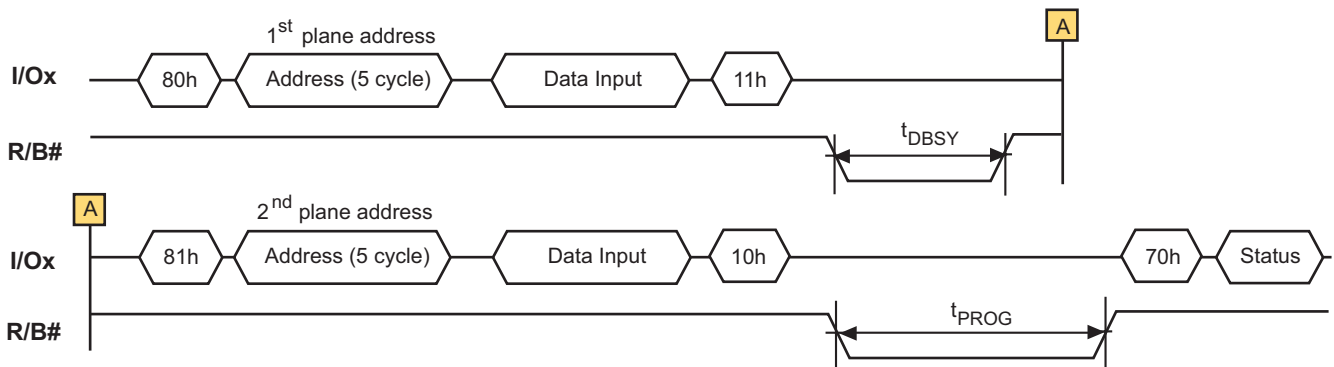 1st plane address
A
I/Ox 80h Address (5 cycle) Data Input 11h
R/B# tDBSY
A
2nd plane address
I/Ox 81h Address (5 cycle) Data Input 10h 70h Status
R/B# tPROG